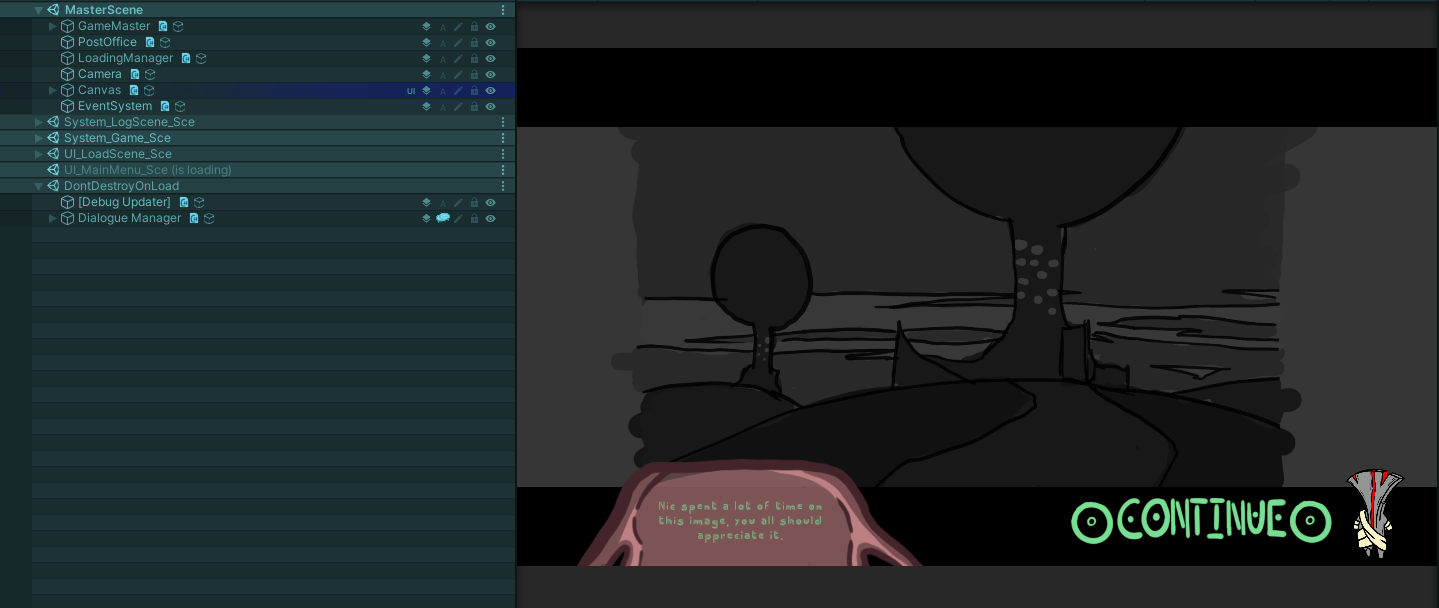 MasterScene
GameMaster
PostOffice
LoadingManager
Camera
Canvas
UI
EventSystem
System_LogScene_Sce
System_Game_Sce
UI_LoadScene_Sce
UI_MainMenu_Sce (is loading)
DontDestroyOnLoad
[Debug Updater]
Dialogue Manager
Nic spent a lot of time on
this image, you all should
appreciate it.
CONTINUE